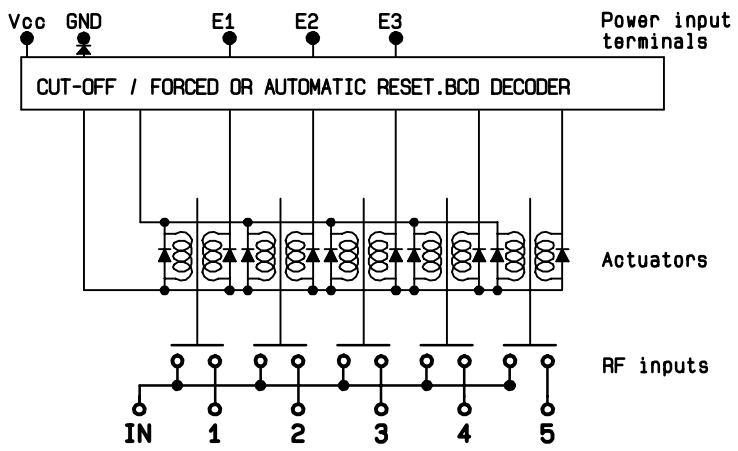 Vcc GND E1 E2 E3 Power input
terminals
CUT-OFF / FORCED OR AUTOMATIC RESET.BCD DECODER
Actuators
RF inputs
IN 1 2 3 4 5